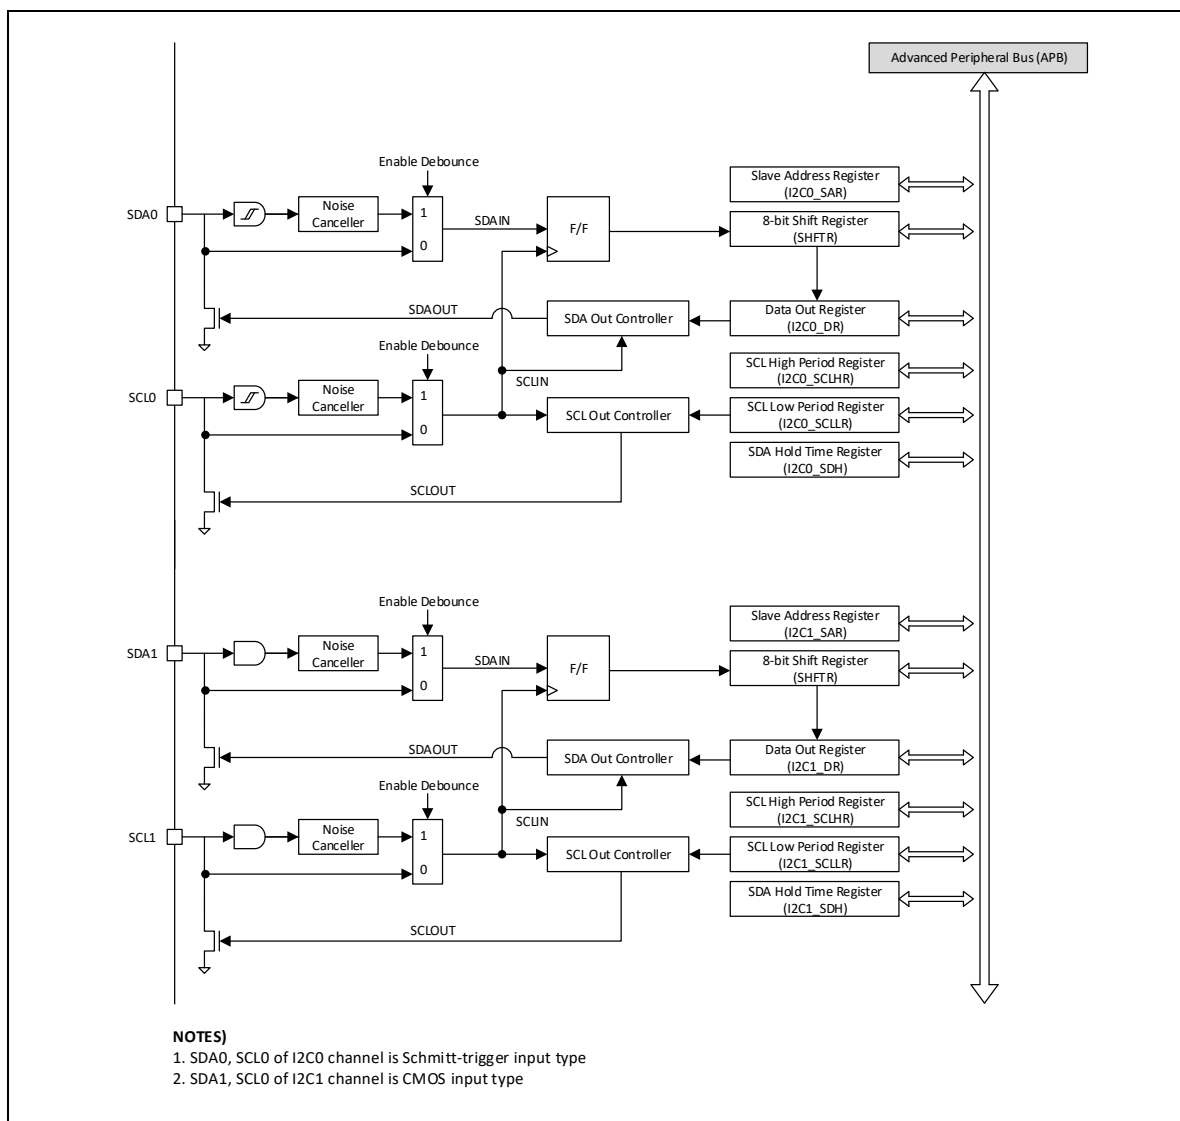 Advanced Peripheral Bus (APB)
Enable Debounce
Slave Address Register
(I2C0_SAR)
SDA0
Noise
Canceller
1
0
SDAIN
F/F
8-bit Shift Register
(SHFTR)
SDAOUT
SDA Out Controller
Data Out Register
(I2C0_DR)
Enable Debounce
SCLIN
SCL High Period Register
(I2C0_SCLHR)
SCL0
Noise
Canceller
1
0
SCL Out Controller
SCL Low Period Register
(I2C0_SCLLR)
SDA Hold Time Register
(I2C0_SDH)
SCLOUT
Enable Debounce
Slave Address Register
(I2C1_SAR)
SDA1
Noise
Canceller
1
0
SDAIN
F/F
8-bit Shift Register
(SHFTR)
SDAOUT
SDA Out Controller
Data Out Register
(I2C1_DR)
Enable Debounce
SCLIN
SCL High Period Register
(I2C1_SCLHR)
SCL1
Noise
Canceller
1
0
SCL Out Controller
SCL Low Period Register
(I2C1_SCLLR)
SDA Hold Time Register
(I2C1_SDH)
SCLOUT
NOTES)
1. SDA0, SCL0 of I2C0 channel is Schmitt-trigger input type
2. SDA1, SCL0 of I2C1 channel is CMOS input type